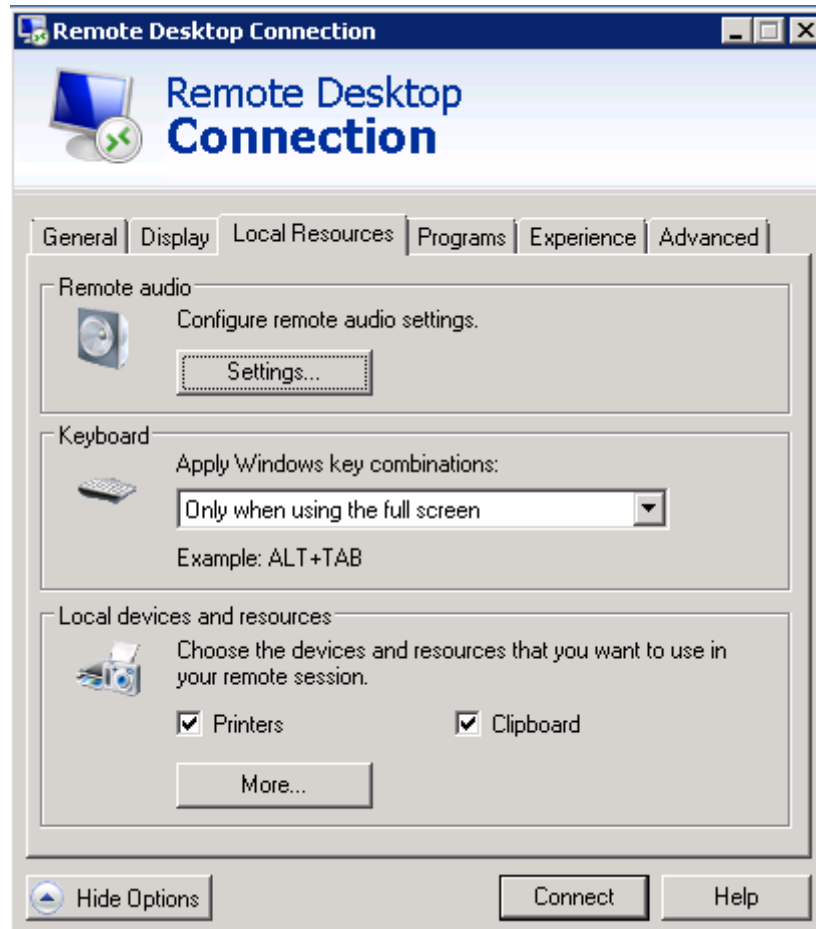 Remote Desktop Connection
Remote Desktop
Connection
General Display Local Resources Programs Experience Advanced
Remote audio
Configure remote audio settings.
Settings...
Keyboard
Apply Windows key combinations:
Only when using the full screen
Example: ALT+TAB
Local devices and resources
Choose the devices and resources that you want to use in
your remote session.
Printers Clipboard
More...
Hide Options Connect Help